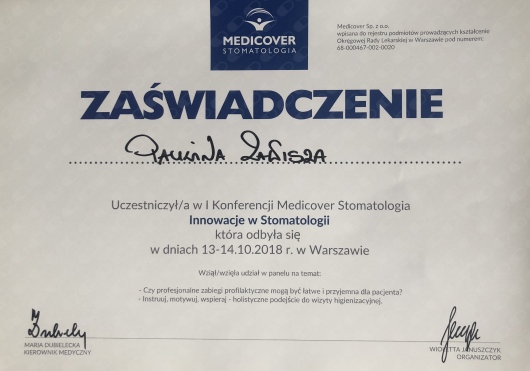 MEDICOVER
STOMATOLOGIA
Medicover Sp. z o.o.
wpisana do rejestru podmiotów prowadzących kształcenie
Okręgowej Rady Lekarskiej w Warszawie pod numerem:
68-000467-002-0020
ZAŚWIADCZENIE
PAULINA ZAWISZA
Uczestniczył/a w I Konferencji Medicover Stomatologia
Innowacje w Stomatologii
która odbyła się
w dniach 13-14.10.2018 r. w Warszawie
Wziął/wzięła udział w panelu na temat:
- Czy profesjonalne zabiegi profilaktyczne mogą być łatwe i przyjemna dla pacjenta?
- Instruuj, motywuj, wspieraj - holistyczne podejście do wizyty higienizacyjnej.
MARIA DUBIELECKA
KIEROWNIK MEDYCZNY
WIOLETTA JANUSZCZYK
ORGANIZATOR